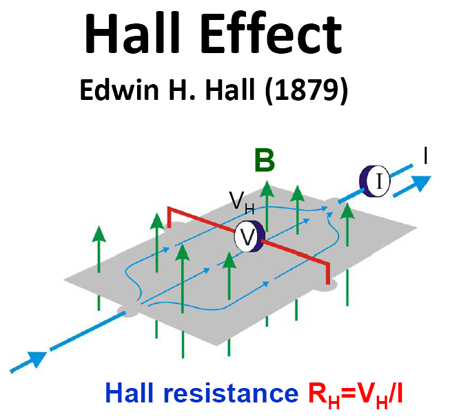 Hall Effect
Edwin H. Hall (1879)
B
I
I
V_H
V
Hall resistance R_H=V_H/I